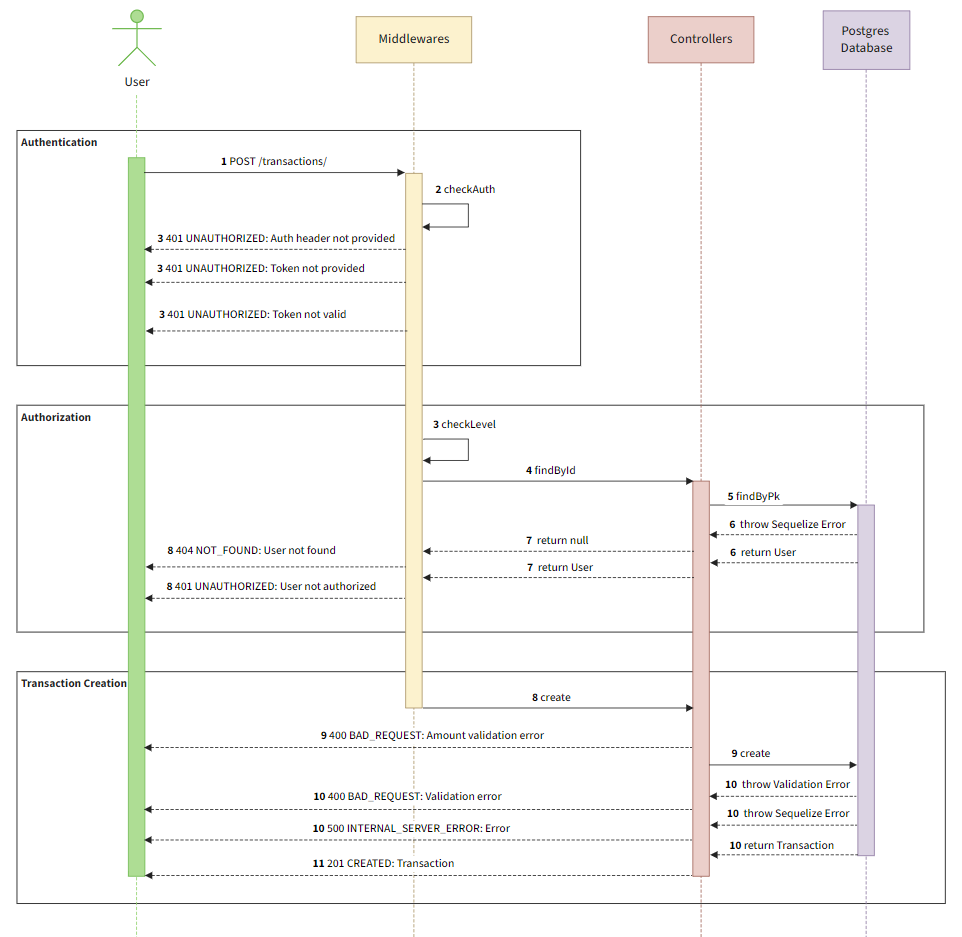 User
Middlewares
Controllers
Postgres
Database
Authentication
1 POST /transactions/
2 checkAuth
3 401 UNAUTHORIZED: Auth header not provided
3 401 UNAUTHORIZED: Token not provided
3 401 UNAUTHORIZED: Token not valid
Authorization
3 checkLevel
4 findById
5 findByPk
6 throw Sequelize Error
7 return null
8 404 NOT_FOUND: User not found
6 return User
7 return User
8 401 UNAUTHORIZED: User not authorized
Transaction Creation
8 create
9 400 BAD_REQUEST: Amount validation error
9 create
10 throw Validation Error
10 400 BAD_REQUEST: Validation error
10 throw Sequelize Error
10 500 INTERNAL_SERVER_ERROR: Error
10 return Transaction
11 201 CREATED: Transaction